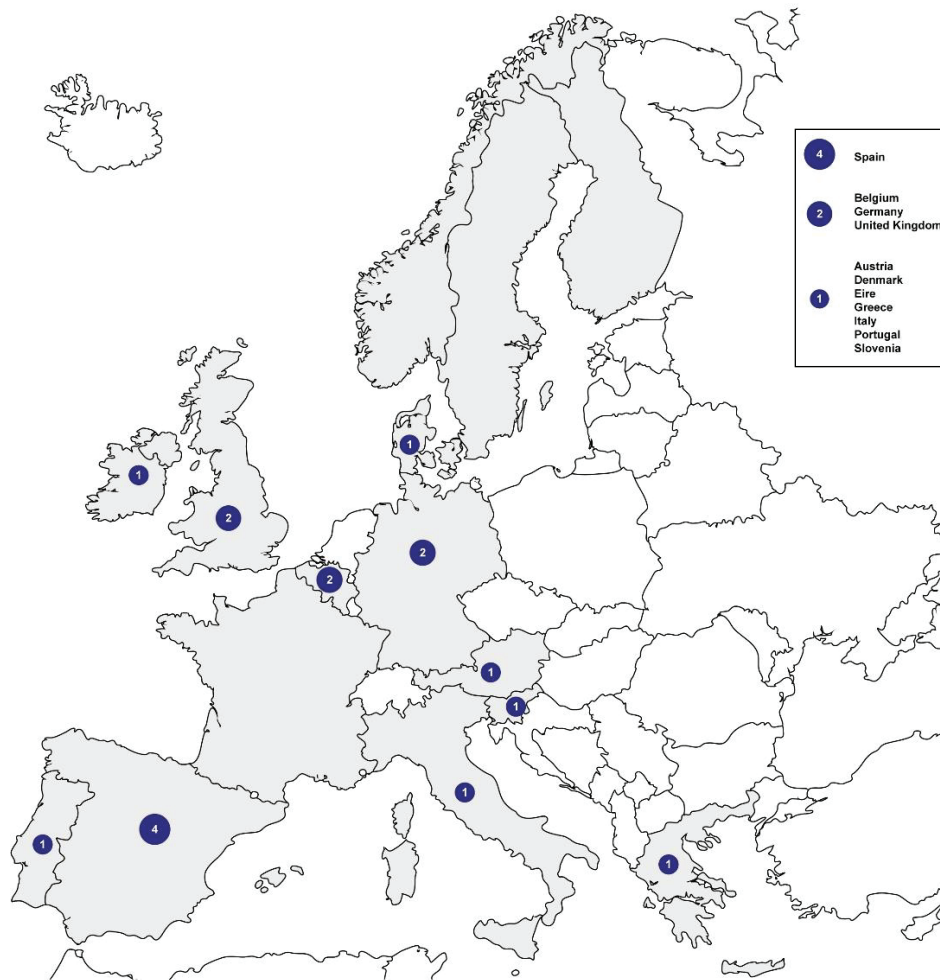 4 Spain
Belgium
2 Germany
United Kingdom
Austria
Denmark
1 Eire
Greece
Italy
Portugal
Slovenia
1
1
2
2
2
1
1
1
4
1
1